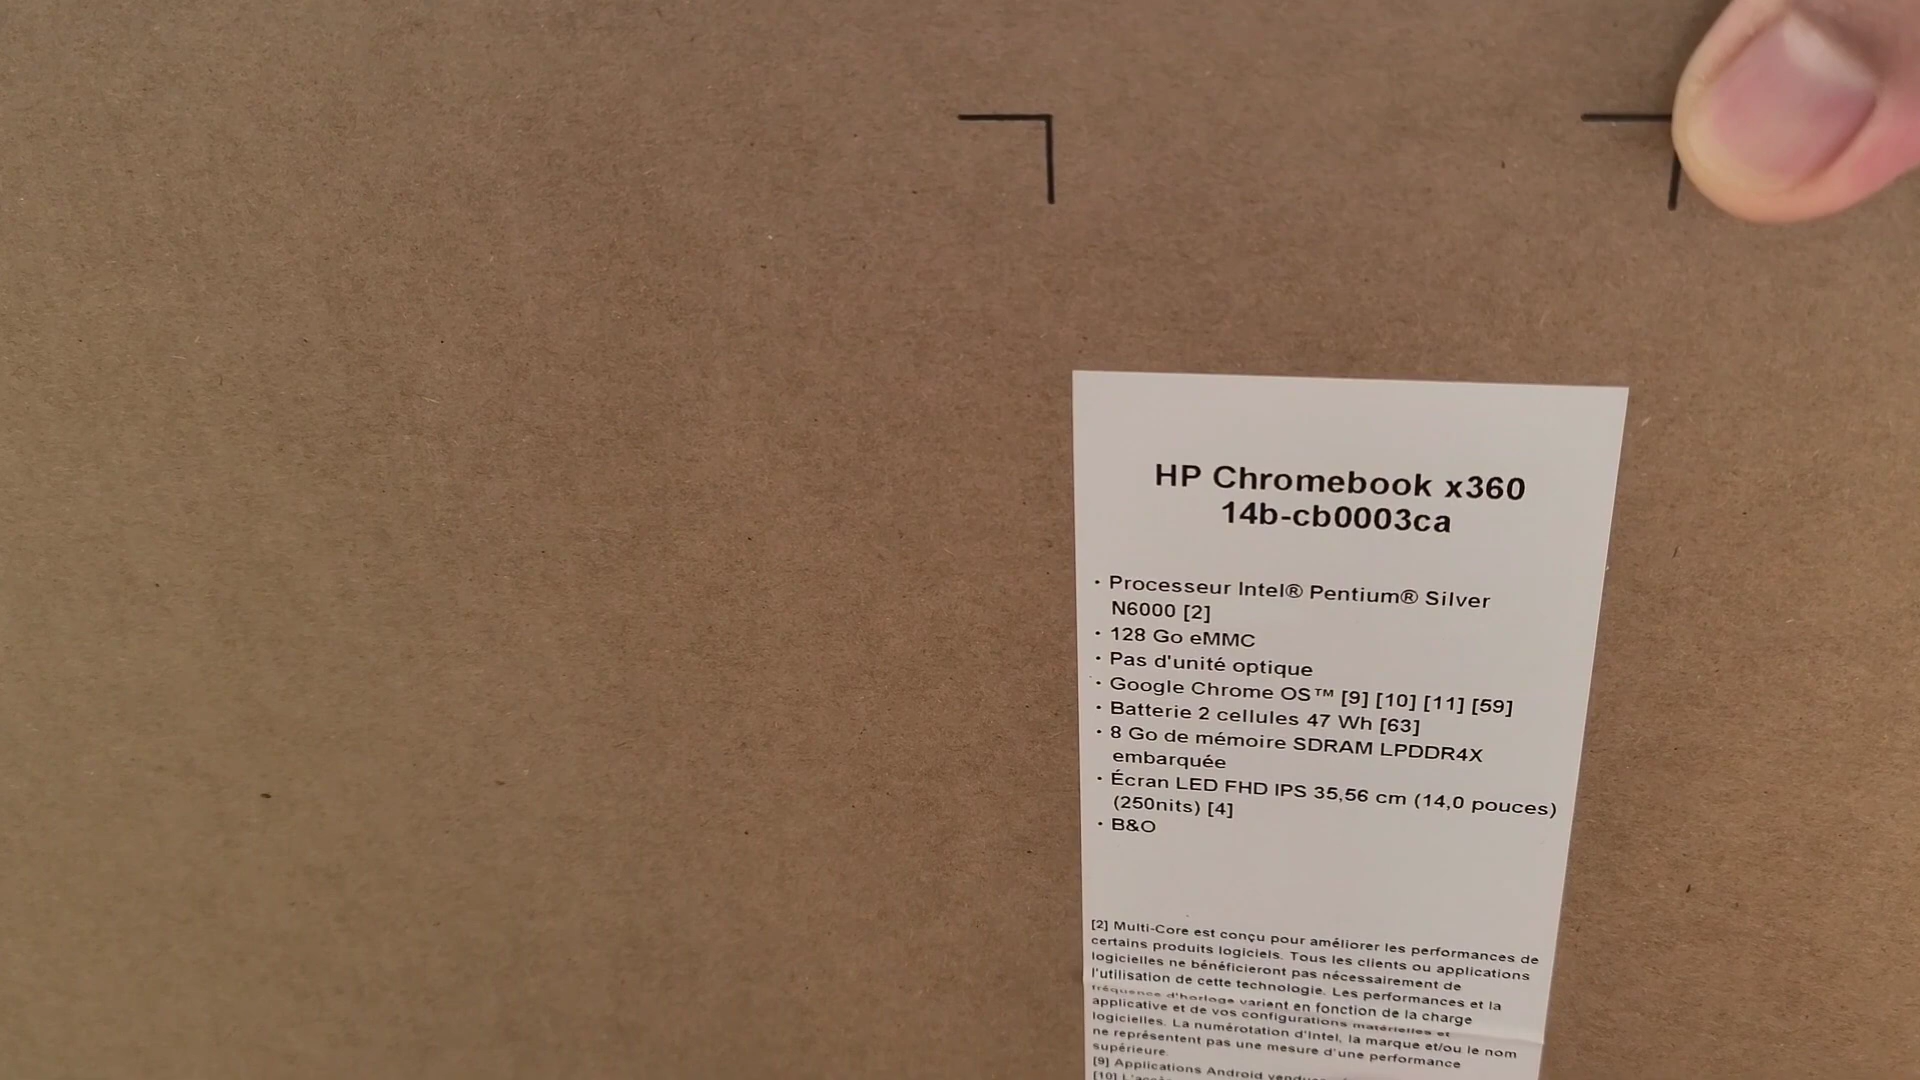 HP Chromebook x360
14b-cb0003ca
· Processeur Intel® Pentium® Silver
N6000 [2]
· 128 Go eMMC
· Pas d'unité optique
· Google Chrome OS™ [9] [10] [11] [59]
· Batterie 2 cellules 47 Wh [63]
· 8 Go de mémoire SDRAM LPDDR4X
embarquée
· Écran LED FHD IPS 35,56 cm (14,0 pouces)
(250nits) [4]
· B&O
[2] Multi-Core est conçu pour améliorer les performances de
certains produits logiciels. Tous les clients ou applications
logicielles ne bénéficieront pas nécessairement de
l'utilisation de cette technologie. Les performances et la
fréquence d'horloge varient en fonction de la charge
applicative et de vos configurations matérielles et
logicielles. La numérotation d'Intel, la marque et/ou le nom
ne représentent pas une mesure d'une performance
supérieure.
[9] Applications Android
[10]